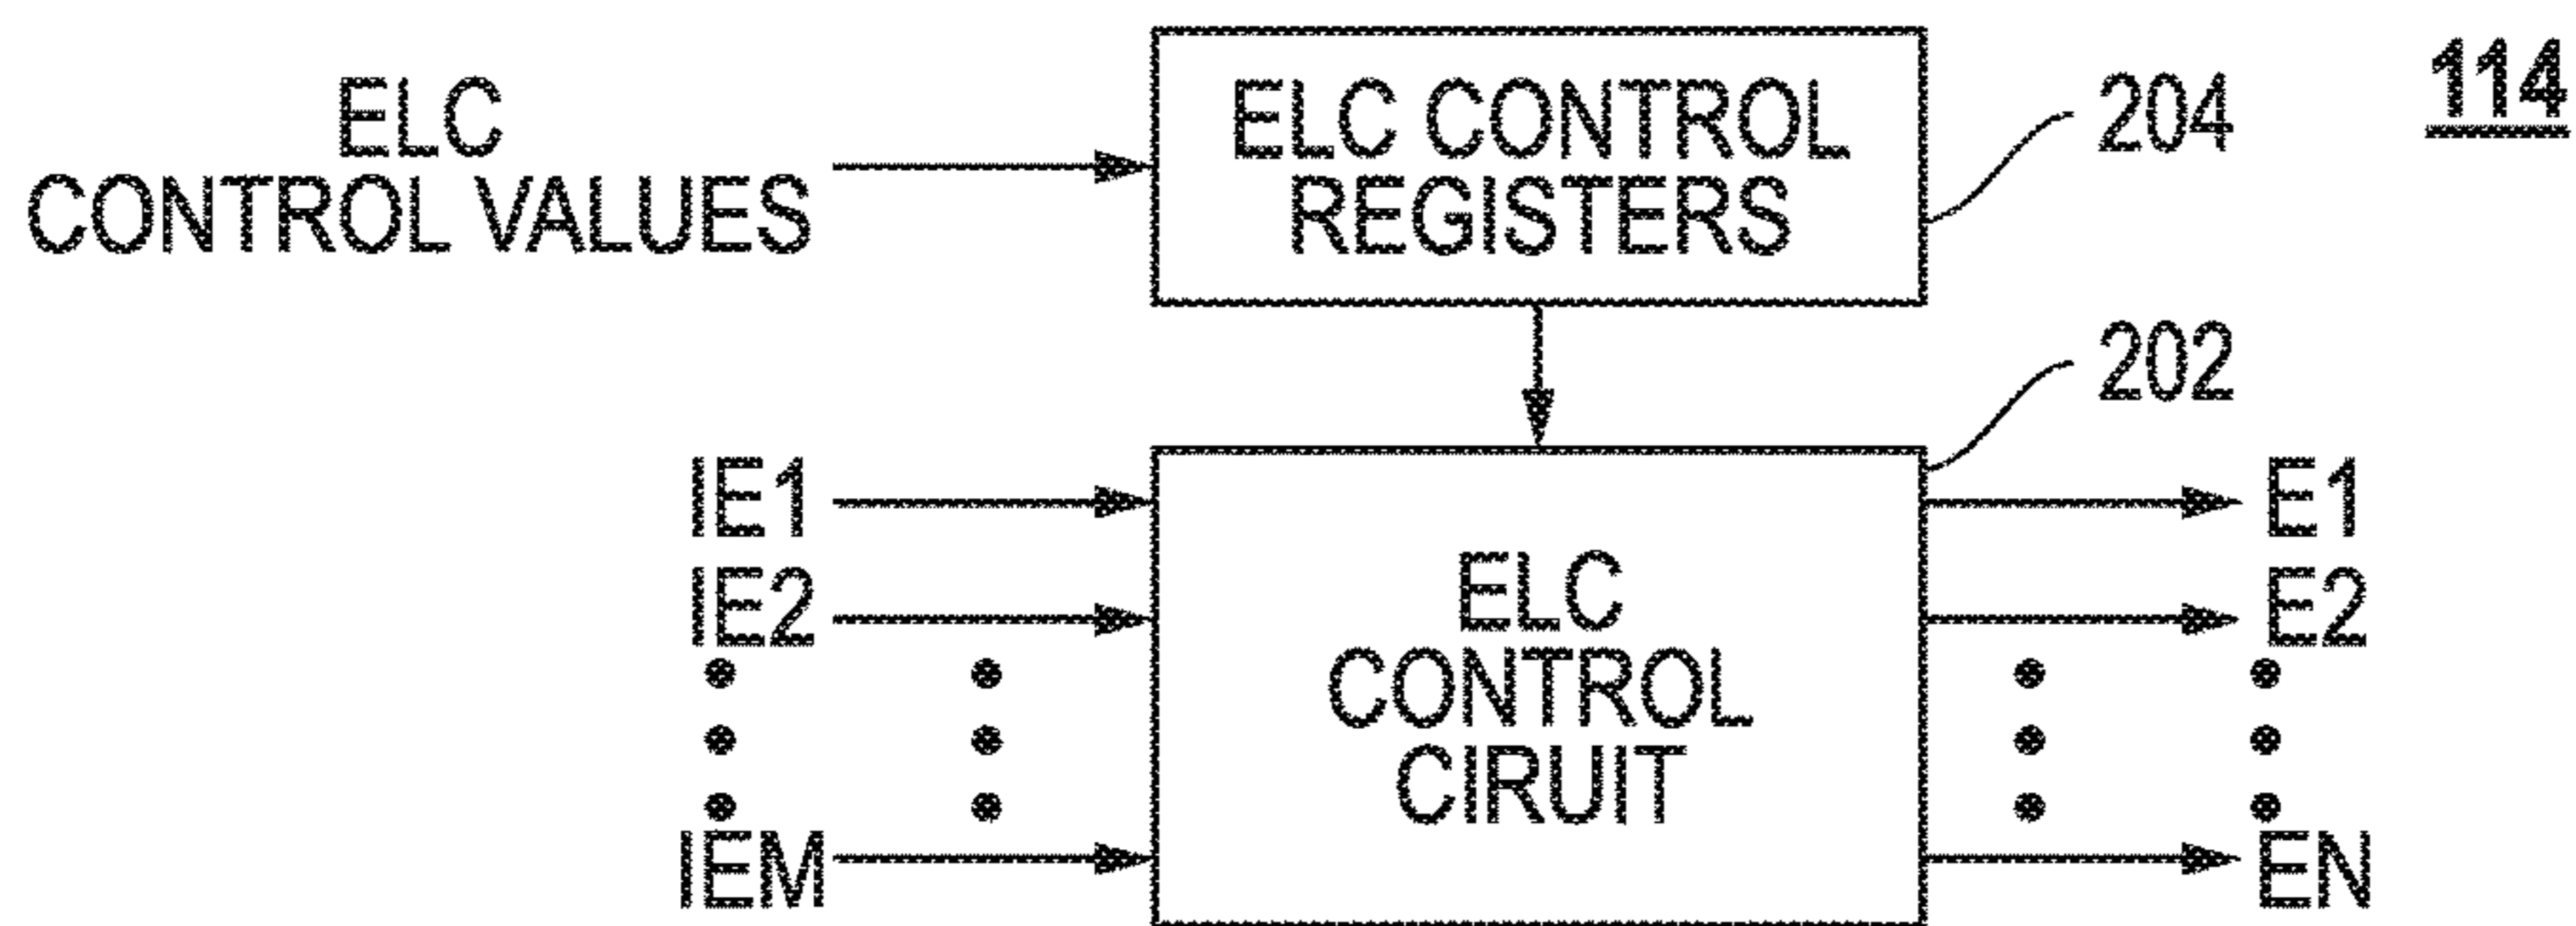 ELC
CONTROL VALUES
ELC CONTROL
REGISTERS
204
114
202
IE1
IE2
IEM
ELC
CONTROL
CIRUIT
E1
E2
EN